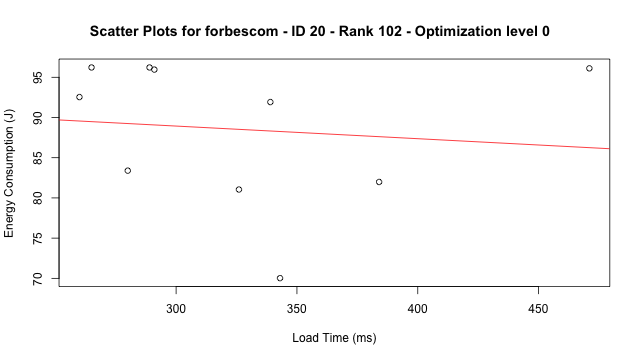 Scatter Plots for forbescom - ID 20 - Rank 102 - Optimization level 0
Energy Consumption (J)
95
90
85
80
75
70
300 350 400 450
Load Time (ms)